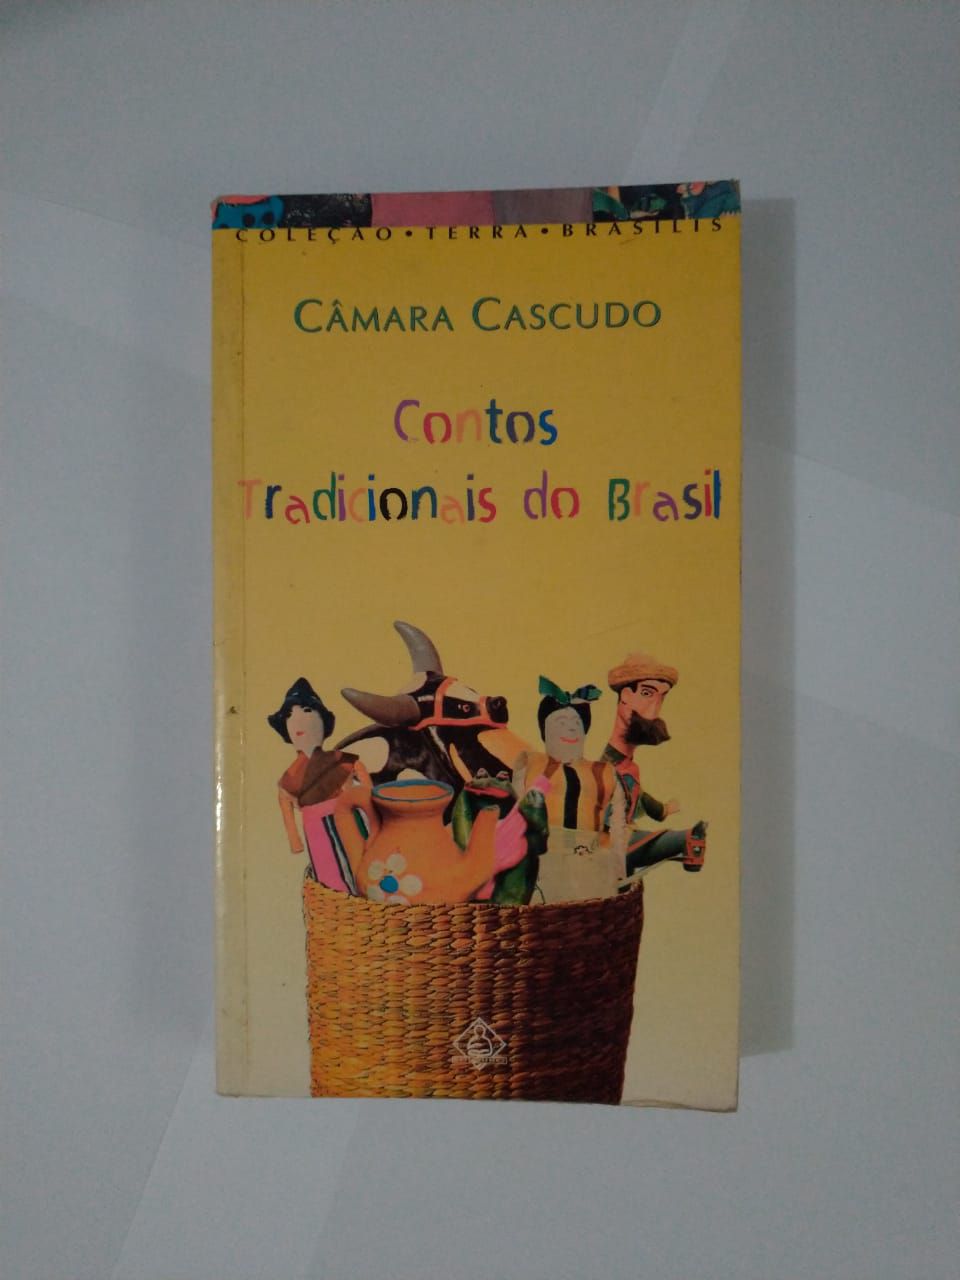 COLEÇÃO • TERRA • BRASILIS
CÂMARA CASCUDO
Contos
Tradicionais do Brasil